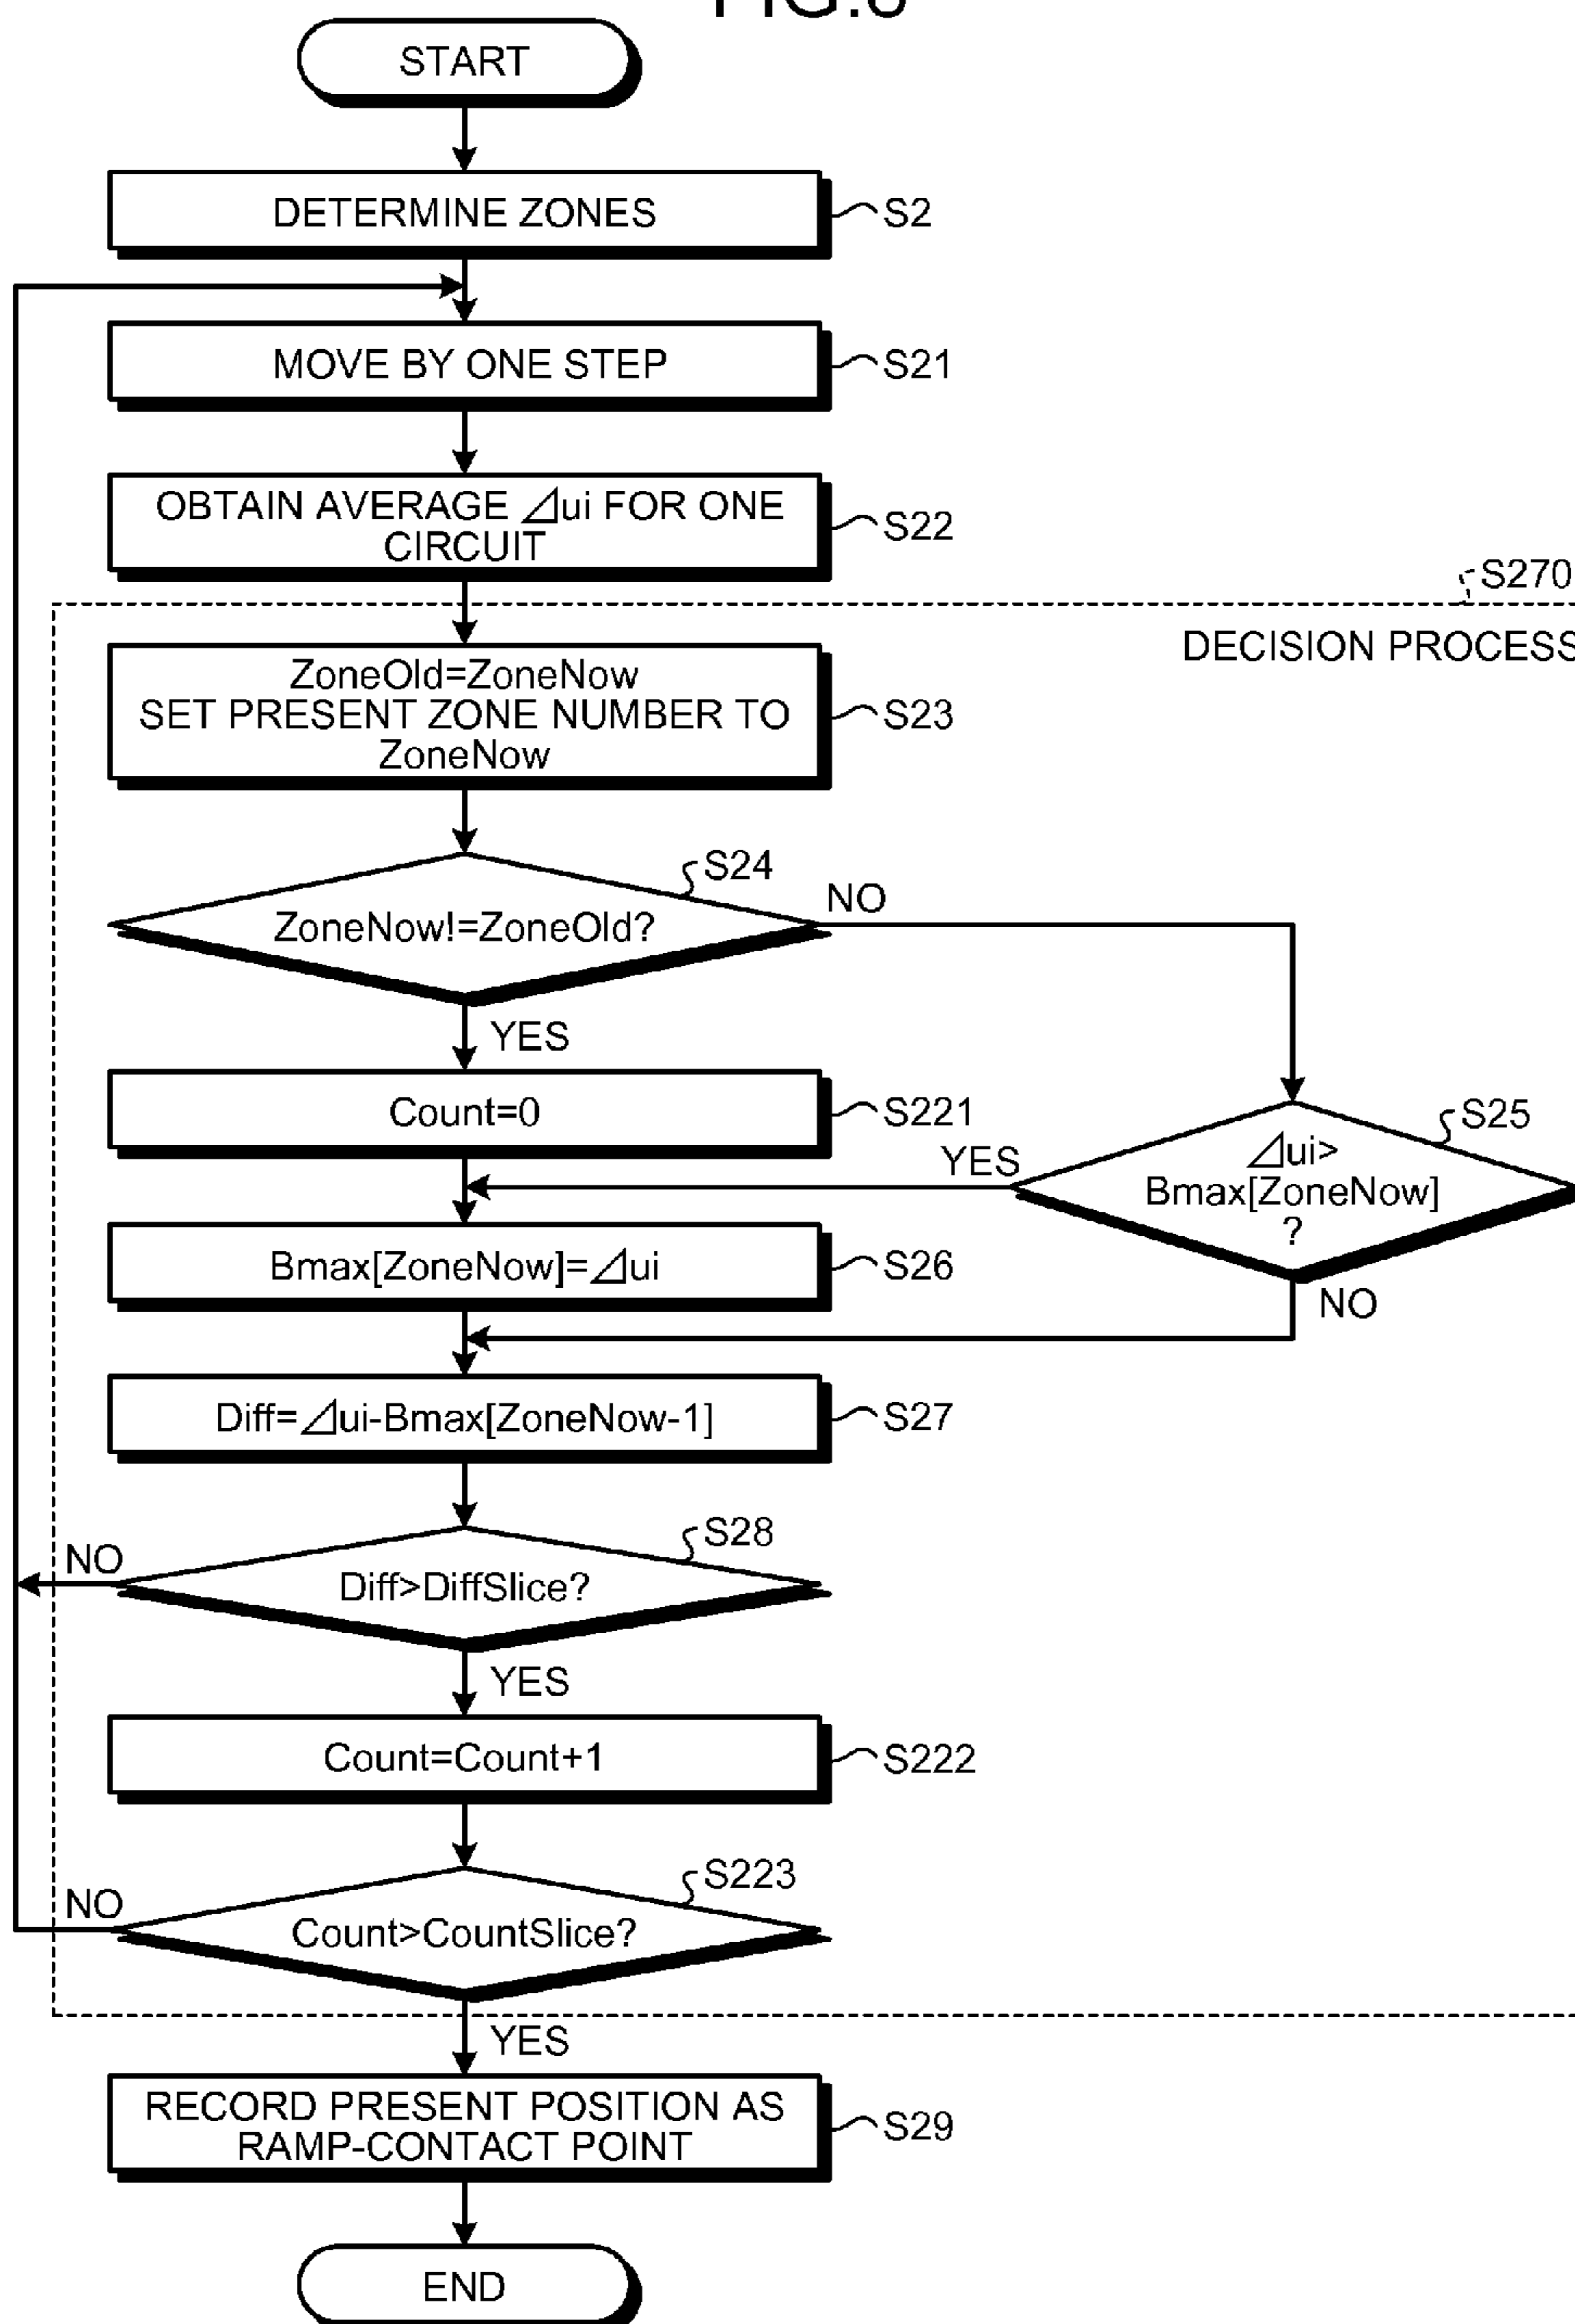 START
DETERMINE ZONES
S2
MOVE BY ONE STEP
S21
OBTAIN AVERAGE ⊿ui FOR ONE
CIRCUIT
S22
S270
DECISION PROCESS
ZoneOld=ZoneNow
SET PRESENT ZONE NUMBER TO
ZoneNow
S23
S24
ZoneNow!=ZoneOld?
NO
YES
Count=0
S221
S25
⊿ui>
Bmax[ZoneNow]
?
YES
NO
Bmax[ZoneNow]=⊿ui
S26
Diff=⊿ui-Bmax[ZoneNow-1]
S27
S28
Diff>DiffSlice?
NO
YES
Count=Count+1
S222
S223
Count>CountSlice?
NO
YES
RECORD PRESENT POSITION AS
RAMP-CONTACT POINT
S29
END